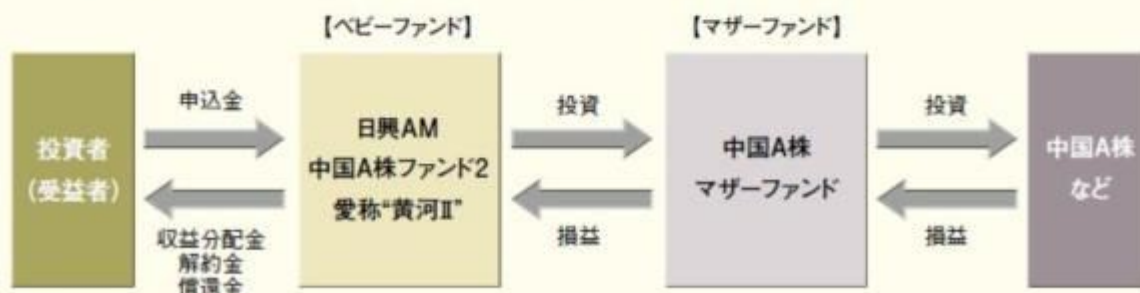 【ベビーファンド】
【マザーファンド】
投資者
(受益者)
申込金
収益分配金
解約金
償還金
日興AM
中国A株ファンド2
愛称“黄河Ⅱ”
投資
損益
中国A株
マザーファンド
投資
損益
中国A株
など